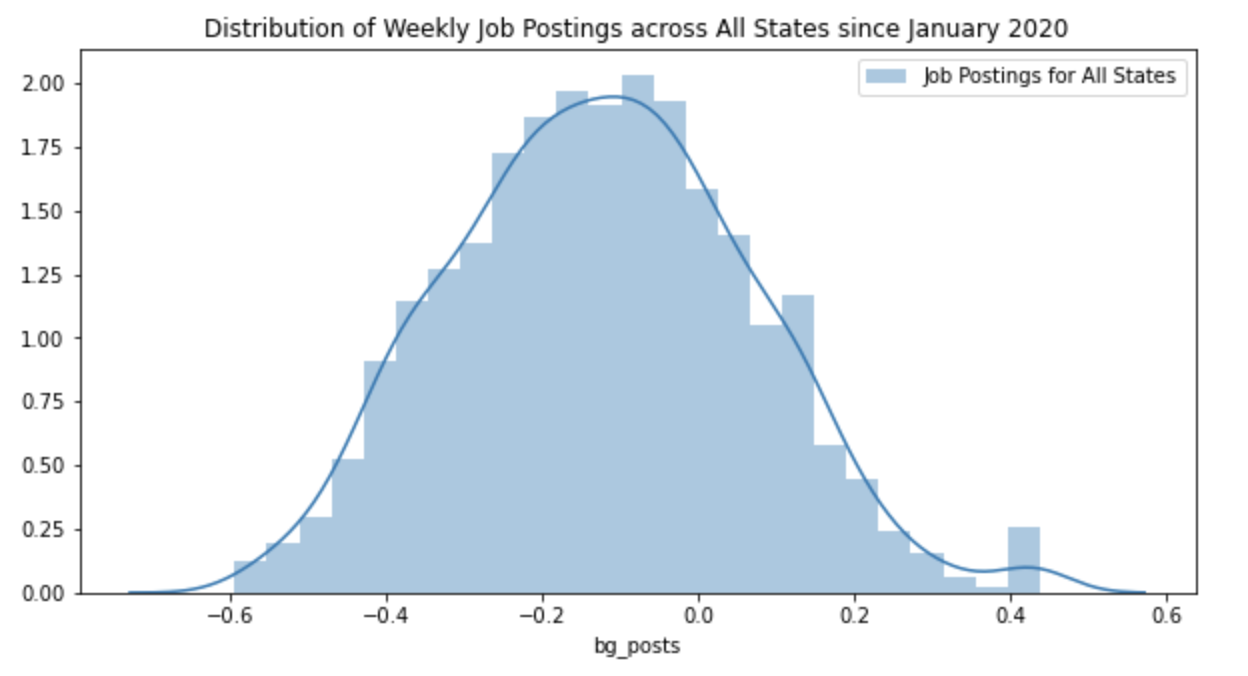 Distribution of Weekly Job Postings across All States since January 2020
Job Postings for All States
2.00
1.75
1.50
1.25
1.00
0.75
0.50
0.25
0.00
−0.6 −0.4 −0.2 0.0 0.2 0.4 0.6
bg_posts